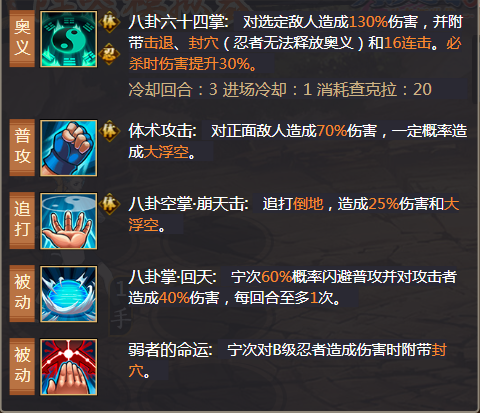 奥义
体
八卦六十四掌: 对选定敌人造成130%伤害，并附
带击退、封穴（忍者无法释放奥义）和16连击。必
杀时伤害提升30%。
冷却回合：3 进场冷却：1 消耗查克拉：20
普攻
体
体术攻击: 对正面敌人造成70%伤害，一定概率造
成大浮空。
追打
体
八卦空掌·崩天击: 追打倒地，造成25%伤害和大
浮空。
被动
八卦掌·回天: 宁次60%概率闪避普攻并对攻击者
造成40%伤害，每回合至多1次。
被动
弱者的命运: 宁次对B级忍者造成伤害时附带封
穴。